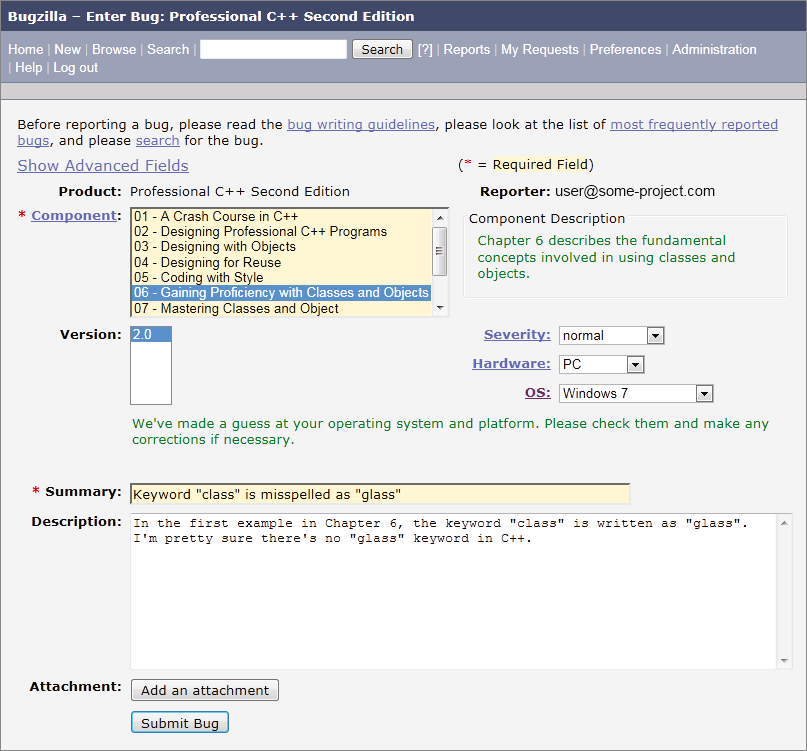 Bugzilla – Enter Bug: Professional C++ Second Edition
Home | New | Browse | Search | Search [?] | Reports | My Requests | Preferences | Administration
| Help | Log out
Before reporting a bug, please read the bug writing guidelines, please look at the list of most frequently reported
bugs, and please search for the bug.
Show Advanced Fields
(* = Required Field)
Product: Professional C++ Second Edition
Reporter: user@some-project.com
* Component:
01 - A Crash Course in C++
02 - Designing Professional C++ Programs
03 - Designing with Objects
04 - Designing for Reuse
05 - Coding with Style
06 - Gaining Proficiency with Classes and Objects
07 - Mastering Classes and Object
Component Description
Chapter 6 describes the fundamental
concepts involved in using classes and
objects.
Version: 2.0
Severity: normal
Hardware: PC
OS: Windows 7
We've made a guess at your operating system and platform. Please check them and make any
corrections if necessary.
* Summary: Keyword "class" is misspelled as "glass"
Description: In the first example in Chapter 6, the keyword "class" is written as "glass".
I'm pretty sure there's no "glass" keyword in C++.
Attachment: Add an attachment
Submit Bug